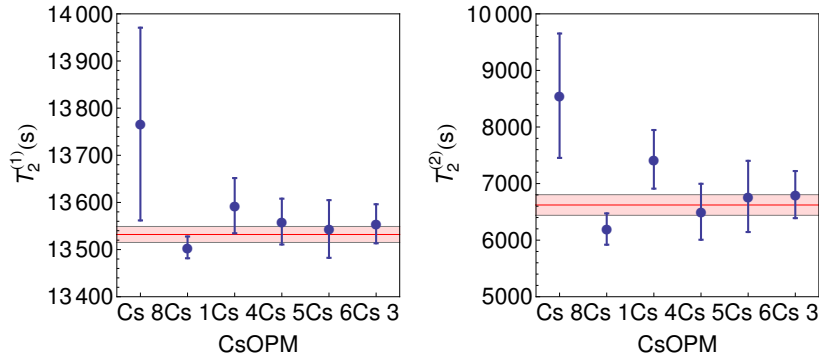 14 000
13 900
13 800
13 700
13 600
13 500
13 400
T₂⁽¹⁾(s)
Cs 8Cs 1Cs 4Cs 5Cs 6Cs 3
CsOPM
10 000
9000
8000
7000
6000
5000
T₂⁽²⁾(s)
Cs 8Cs 1Cs 4Cs 5Cs 6Cs 3
CsOPM